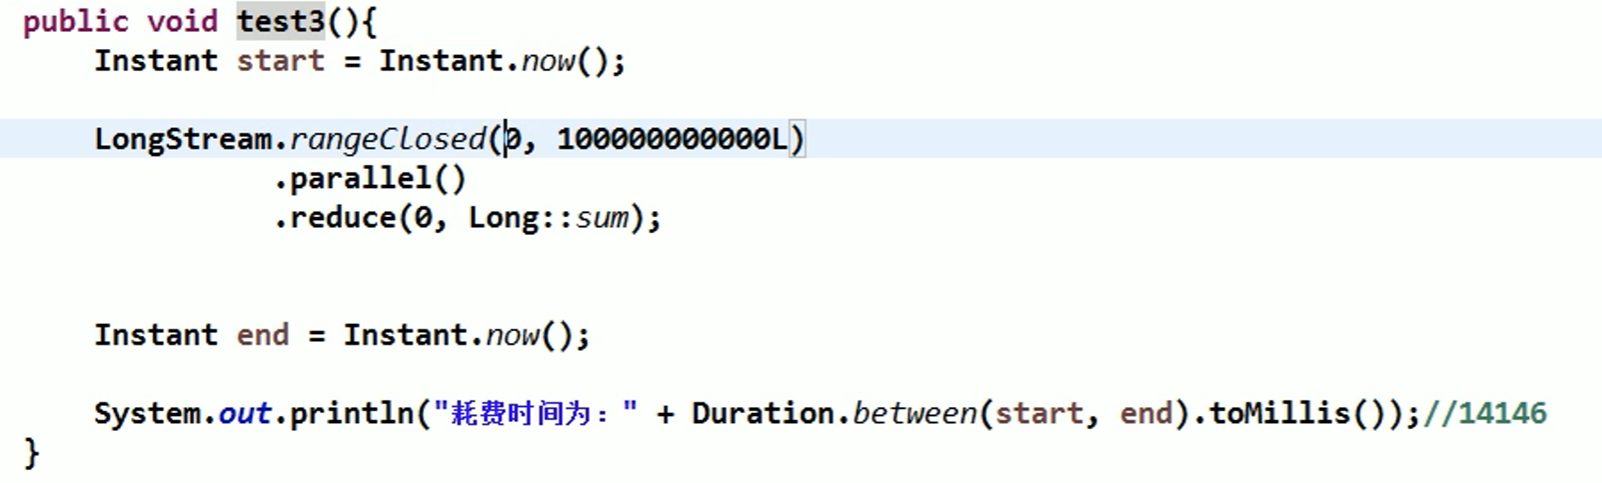 public void test3(){
Instant start = Instant.now();
LongStream.rangeClosed(0, 100000000000L)
.parallel()
.reduce(0, Long::sum);
Instant end = Instant.now();
System.out.println("耗费时间为：" + Duration.between(start, end).toMillis());//14146
}